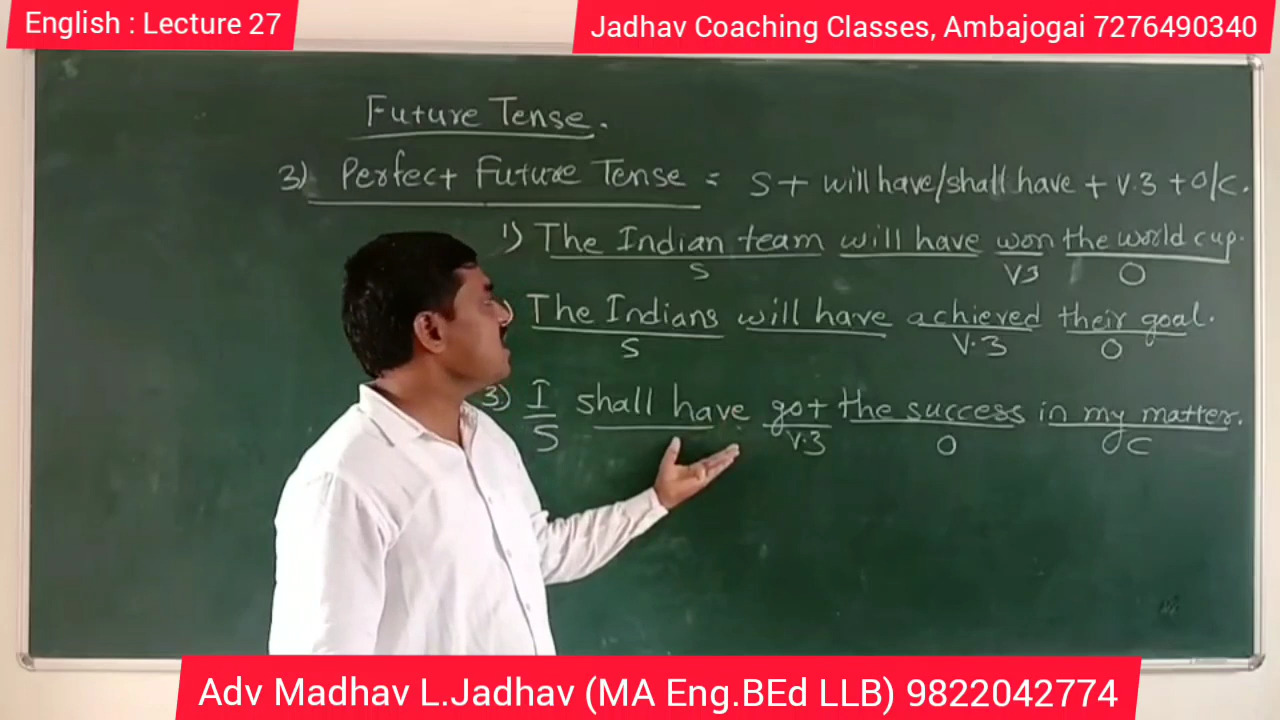 English : Lecture 27
Jadhav Coaching Classes, Ambajogai 7276490340
Future Tense.
3) Perfect Future Tense = S + will have/shall have + V.3 + O/C.
1) The Indian team will have won the world cup.
S V3 O
) The Indians will have achieved their goal.
S V.3 O
3) I shall have got the success in my matter.
S V.3 O C
Adv Madhav L.Jadhav (MA Eng.BEd LLB) 9822042774